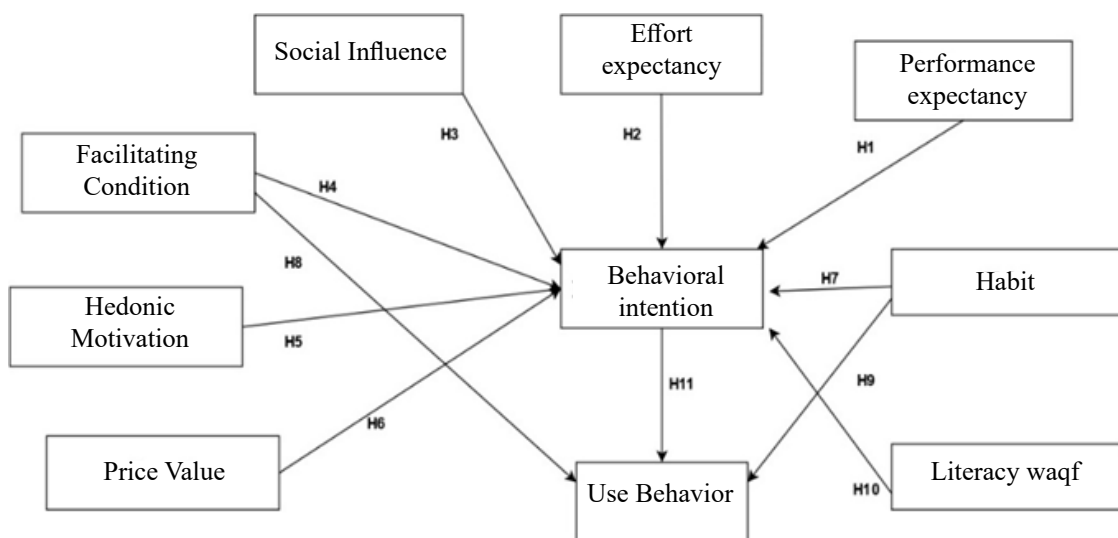 Social Influence
Effort
expectancy
Performance
expectancy
H3
H2
H1
Facilitating
Condition
H4
H8
Behavioral
intention
H7
Habit
Hedonic
Motivation
H5
H11
H9
H6
Price Value
Use Behavior
H10
Literacy waqf